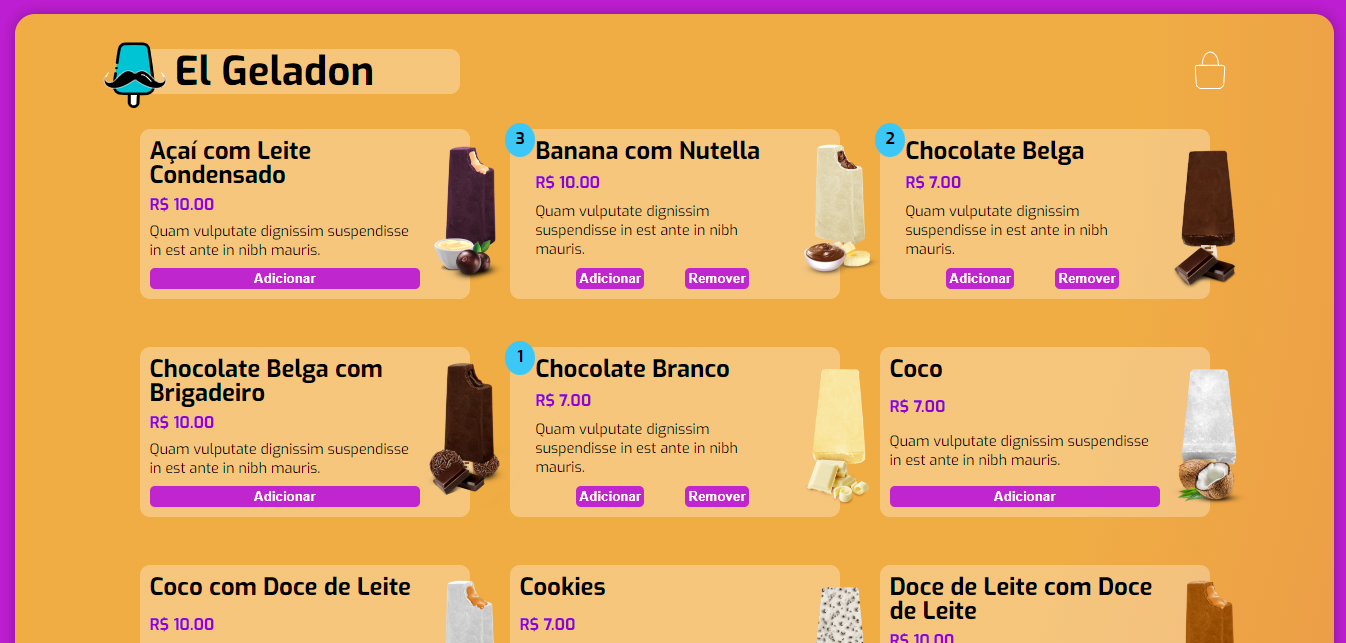 El Geladon
Açaí com Leite
Condensado
R$ 10.00
Quam vulputate dignissim suspendisse
in est ante in nibh mauris.
Adicionar
3
Banana com Nutella
R$ 10.00
Quam vulputate dignissim
suspendisse in est ante in nibh
mauris.
Adicionar Remover
2
Chocolate Belga
R$ 7.00
Quam vulputate dignissim
suspendisse in est ante in nibh
mauris.
Adicionar Remover
Chocolate Belga com
Brigadeiro
R$ 10.00
Quam vulputate dignissim suspendisse
in est ante in nibh mauris.
Adicionar
1
Chocolate Branco
R$ 7.00
Quam vulputate dignissim
suspendisse in est ante in nibh
mauris.
Adicionar Remover
Coco
R$ 7.00
Quam vulputate dignissim suspendisse
in est ante in nibh mauris.
Adicionar
Coco com Doce de Leite
R$ 10.00
Cookies
R$ 7.00
Doce de Leite com Doce
de Leite
R$ 10.00